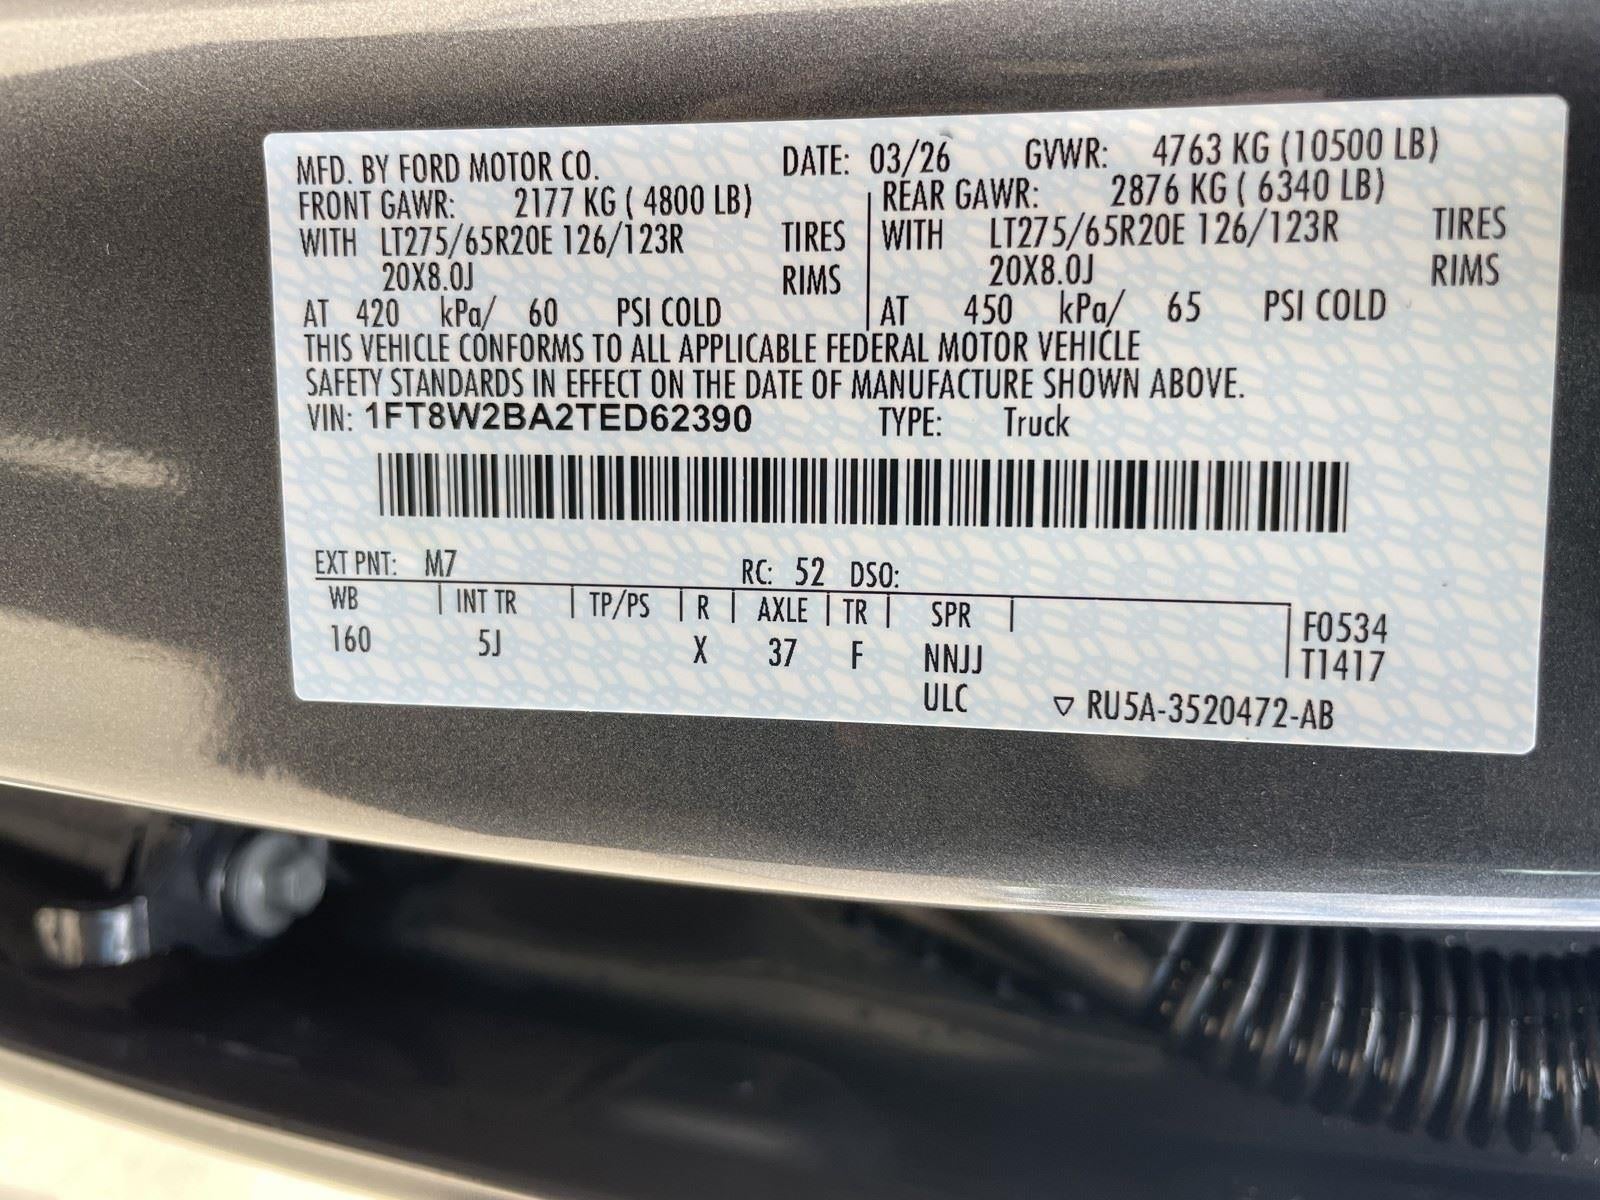 MFD. BY FORD MOTOR CO. DATE: 03/26 GVWR: 4763 KG (10500 LB)
FRONT GAWR: 2177 KG ( 4800 LB) REAR GAWR: 2876 KG ( 6340 LB)
WITH LT275/65R20E 126/123R TIRES WITH LT275/65R20E 126/123R TIRES
20X8.0J RIMS 20X8.0J RIMS
AT 420 kPa/ 60 PSI COLD AT 450 kPa/ 65 PSI COLD
THIS VEHICLE CONFORMS TO ALL APPLICABLE FEDERAL MOTOR VEHICLE
SAFETY STANDARDS IN EFFECT ON THE DATE OF MANUFACTURE SHOWN ABOVE.
VIN: 1FT8W2BA2TED62390 TYPE: Truck
EXT PNT: M7 RC: 52 DSO:
WB INT TR TP/PS R AXLE TR SPR F0534
160 5J X 37 F NNJJ T1417
ULC ▽ RU5A-3520472-AB